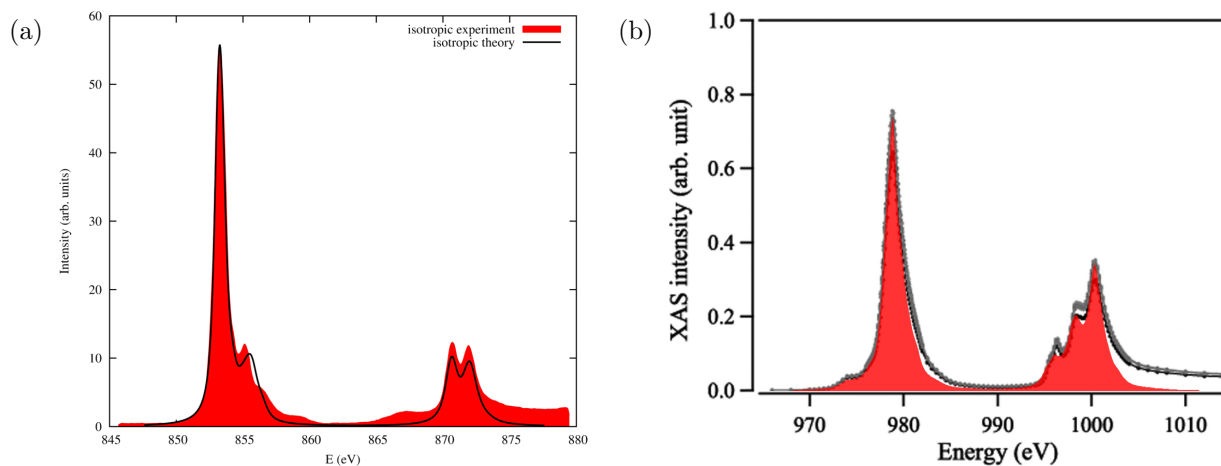 (a)
60
50
40
30
20
10
0
Intensity (arb. units)
isotropic experiment
isotropic theory
845 850 855 860 865 870 875 880
E (eV)
(b)
1.0
0.8
0.6
0.4
0.2
0.0
XAS intensity (arb. unit)
970 980 990 1000 1010
Energy (eV)